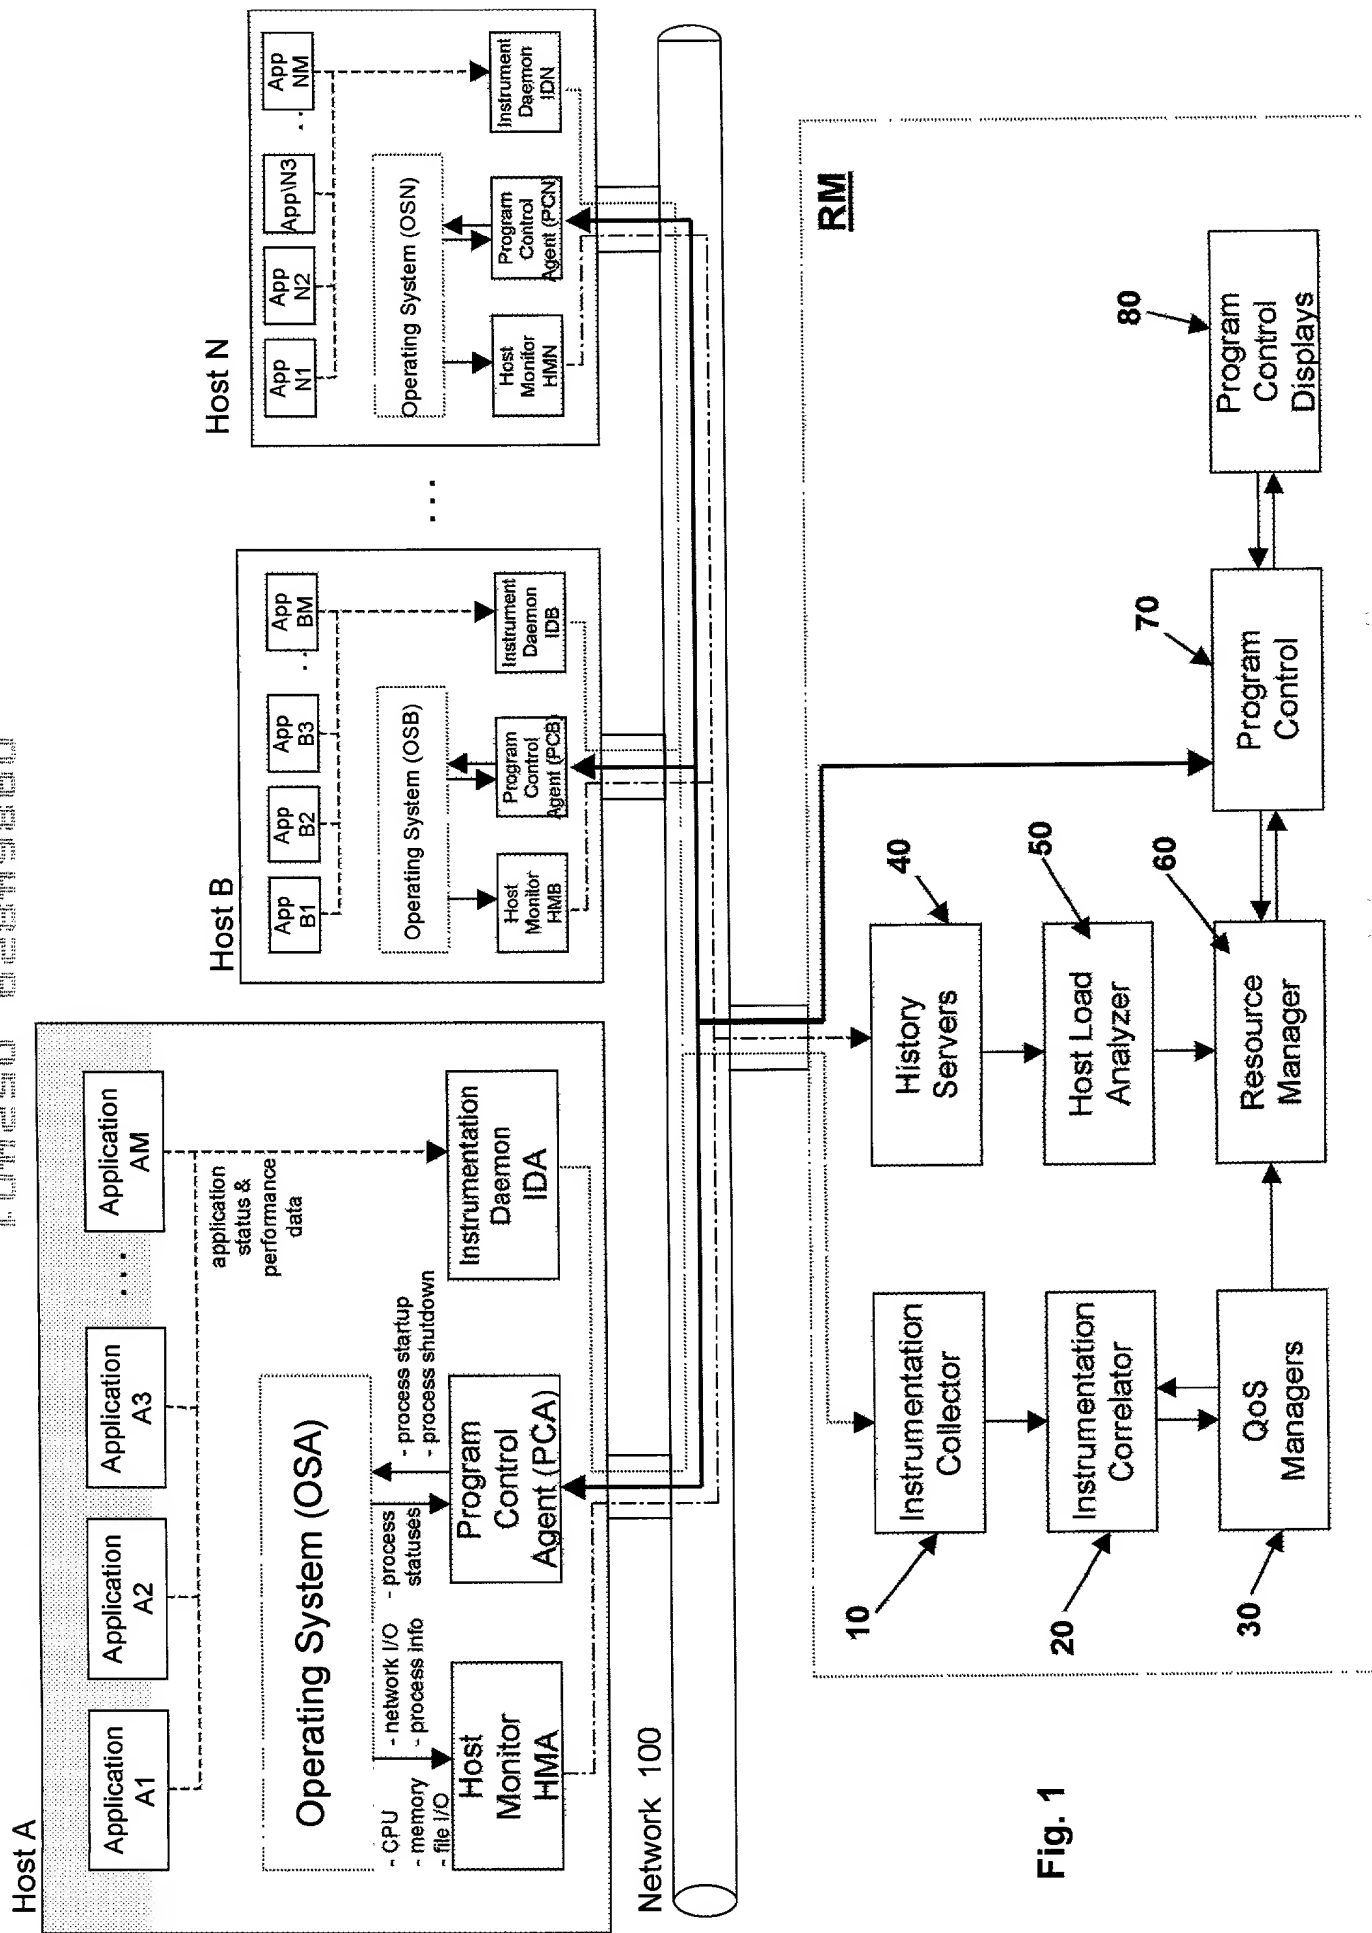 Host A
Application
A1
Application
A2
Application
A3
. . .
Application
AM
application
status &
performance
data
Operating System (OSA)
- CPU
- memory
- file I/O
- network I/O
- process info
- process
statuses
- process startup
- process shutdown
Host
Monitor
HMA
Program
Control
Agent (PCA)
Instrumentation
Daemon
IDA
Host B
App
B1
App
B2
App
B3
. .
App
BM
Operating System (OSB)
Host
Monitor
HMB
Program
Control
Agent (PCB)
Instrument
Daemon
IDB
. . .
Host N
App
N1
App
N2
App\N3
. .
App
NM
Operating System (OSN)
Host
Monitor
HMN
Program
Control
Agent (PCN)
Instrument
Daemon
IDN
Network 100
RM
Instrumentation
Collector
10
Instrumentation
Correlator
20
QoS
Managers
30
History
Servers
40
Host Load
Analyzer
50
Resource
Manager
60
Program
Control
70
Program
Control
Displays
80
Fig. 1